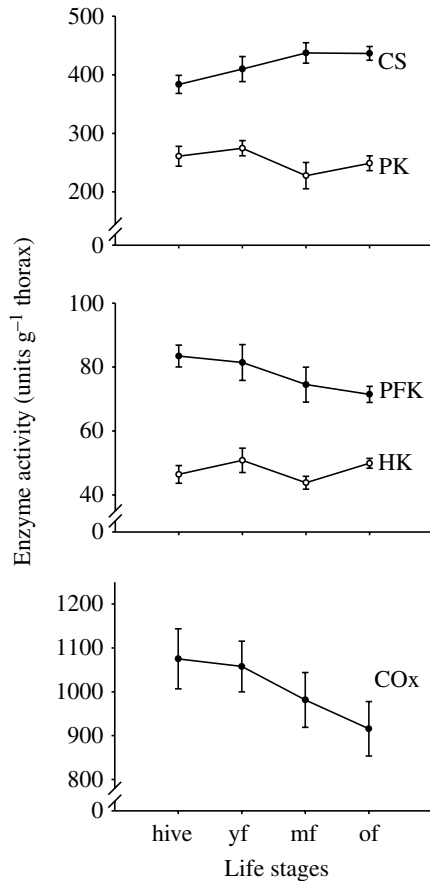 500
400
300
200
0
CS
PK
Enzyme activity (units g⁻¹ thorax)
100
80
60
40
0
PFK
HK
1200
1100
1000
900
800
0
COx
hive yf mf of
Life stages